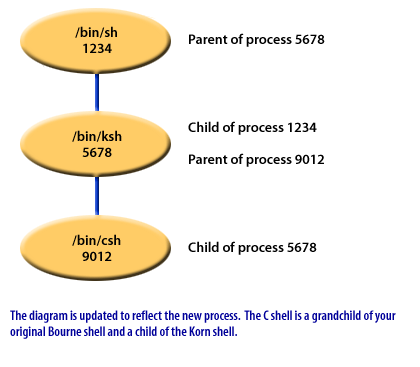 /bin/sh
1234
Parent of process 5678
/bin/ksh
5678
Child of process 1234
Parent of process 9012
/bin/csh
9012
Child of process 5678
The diagram is updated to reflect the new process.  The C shell is a grandchild of your
original Bourne shell and a child of the Korn shell.